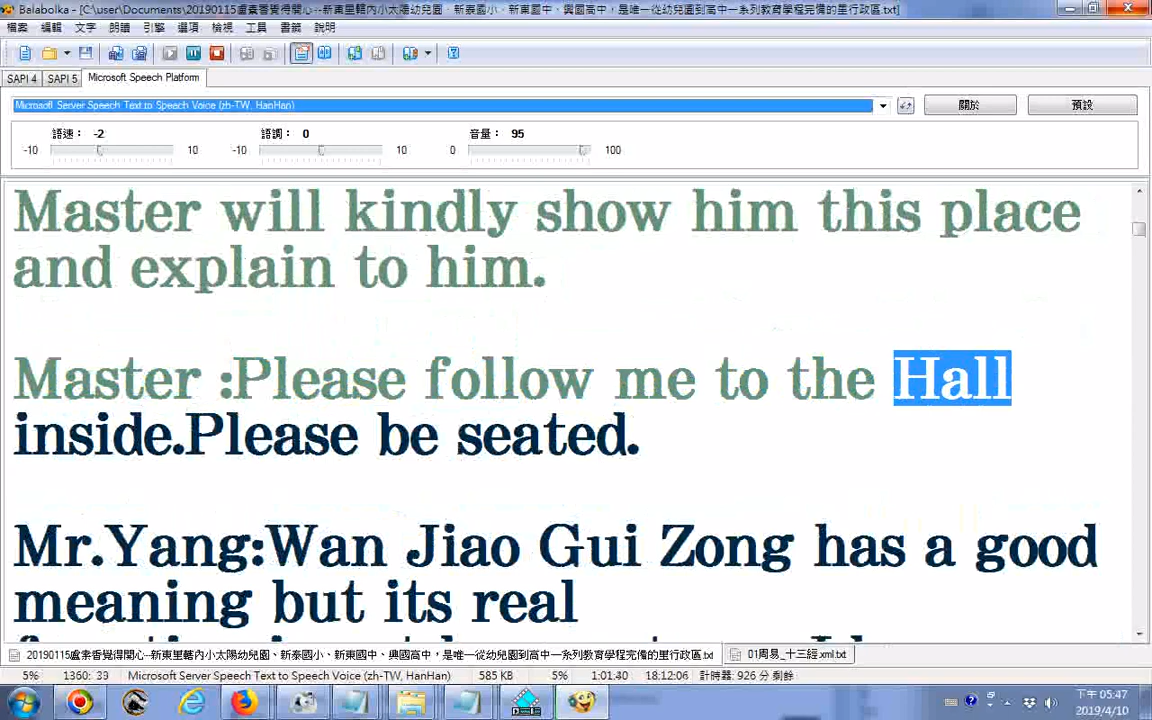 Balabolka - [C:\user\Documents\20190115盧素香覺得開心--新東里轄內小太陽幼兒園、新泰國小、新東國中、興國高中，是唯一從幼兒園到高中一系列教育學程完備的里行政區.txt]
檔案 編輯 文字 朗讀 引擎 選項 檢視 工具 書籤 說明
SAPI 4 SAPI 5 Microsoft Speech Platform
Microsoft Server Speech Text to Speech Voice (zh-TW, HanHan) 關於 預設
語速： -2 語調： 0 音量： 95
-10 10 -10 10 0 100
Master will kindly show him this place
and explain to him.
Master :Please follow me to the Hall
inside.Please be seated.
Mr.Yang:Wan Jiao Gui Zong has a good
meaning but its real
20190115盧素香覺得開心--新東里轄內小太陽幼兒園、新泰國小、新東國中、興國高中，是唯一從幼兒園到高中一系列教育學程完備的里行政區.txt 01周易_十三經.xml.txt
5% 1360: 33 Microsoft Server Speech Text to Speech Voice (zh-TW, HanHan) 585 KB 5% 1:01:40 18:12:06 計時器: 926 分 剩餘
下午 05:47
2019/4/10